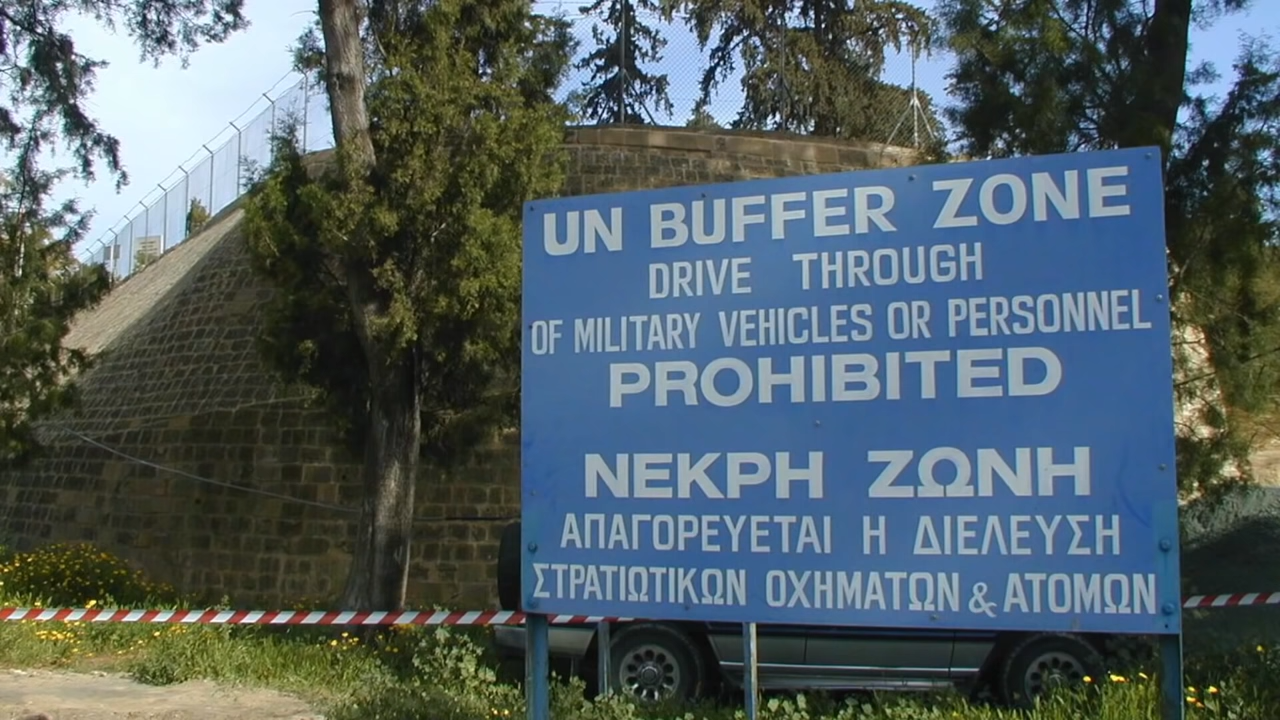 UN BUFFER ZONE
DRIVE THROUGH
OF MILITARY VEHICLES OR PERSONNEL
PROHIBITED
ΝΕΚΡΗ ΖΩΝΗ
ΑΠΑΓΟΡΕΥΕΤΑΙ Η ΔΙΕΛΕΥΣΗ
ΣΤΡΑΤΙΩΤΙΚΩΝ ΟΧΗΜΑΤΩΝ & ΑΤΟΜΩΝ